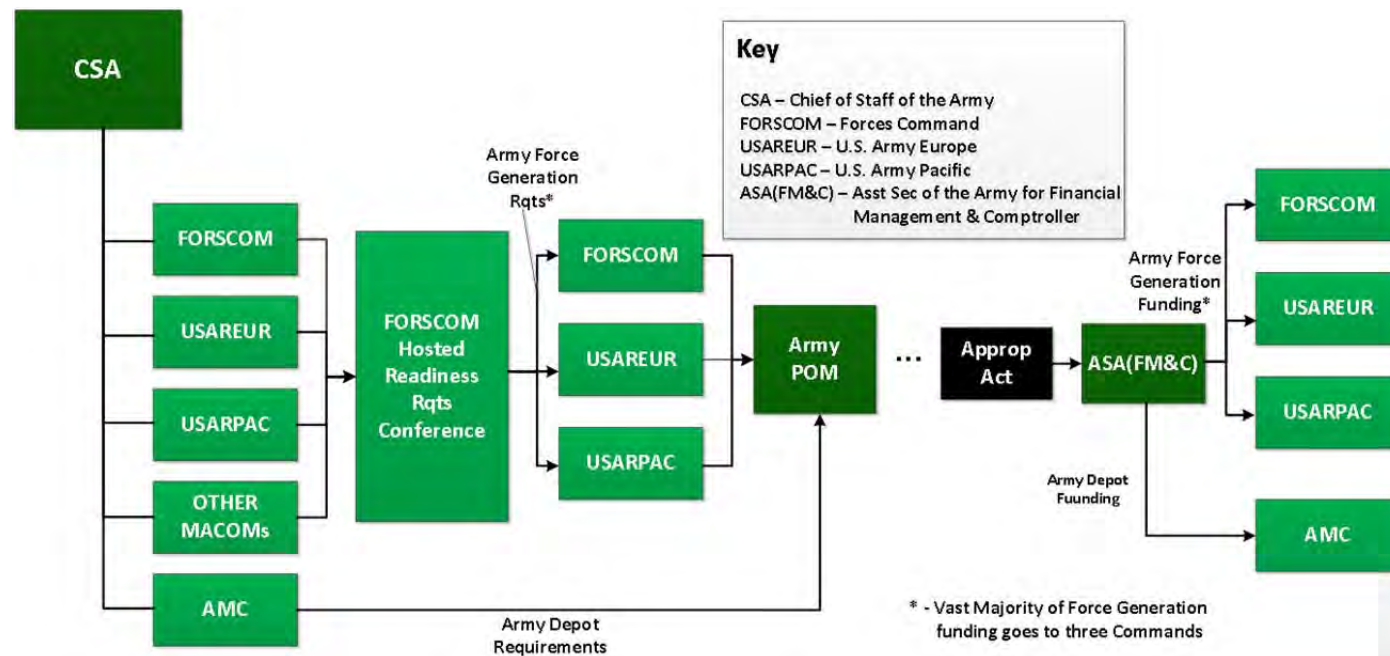 CSA
Key
CSA – Chief of Staff of the Army
FORSCOM – Forces Command
USAREUR – U.S. Army Europe
USARPAC – U.S. Army Pacific
ASA(FM&C) – Asst Sec of the Army for Financial
Management & Comptroller
FORSCOM
USAREUR
USARPAC
OTHER
MACOMs
AMC
FORSCOM
Hosted
Readiness
Rqts
Conference
Army Force
Generation
Rqts*
FORSCOM
USAREUR
USARPAC
Army Depot
Requirements
Army
POM
...
Approp
Act
ASA(FM&C)
Army Force
Generation
Funding*
Army Depot
Fuunding
FORSCOM
USAREUR
USARPAC
AMC
* - Vast Majority of Force Generation
funding goes to three Commands